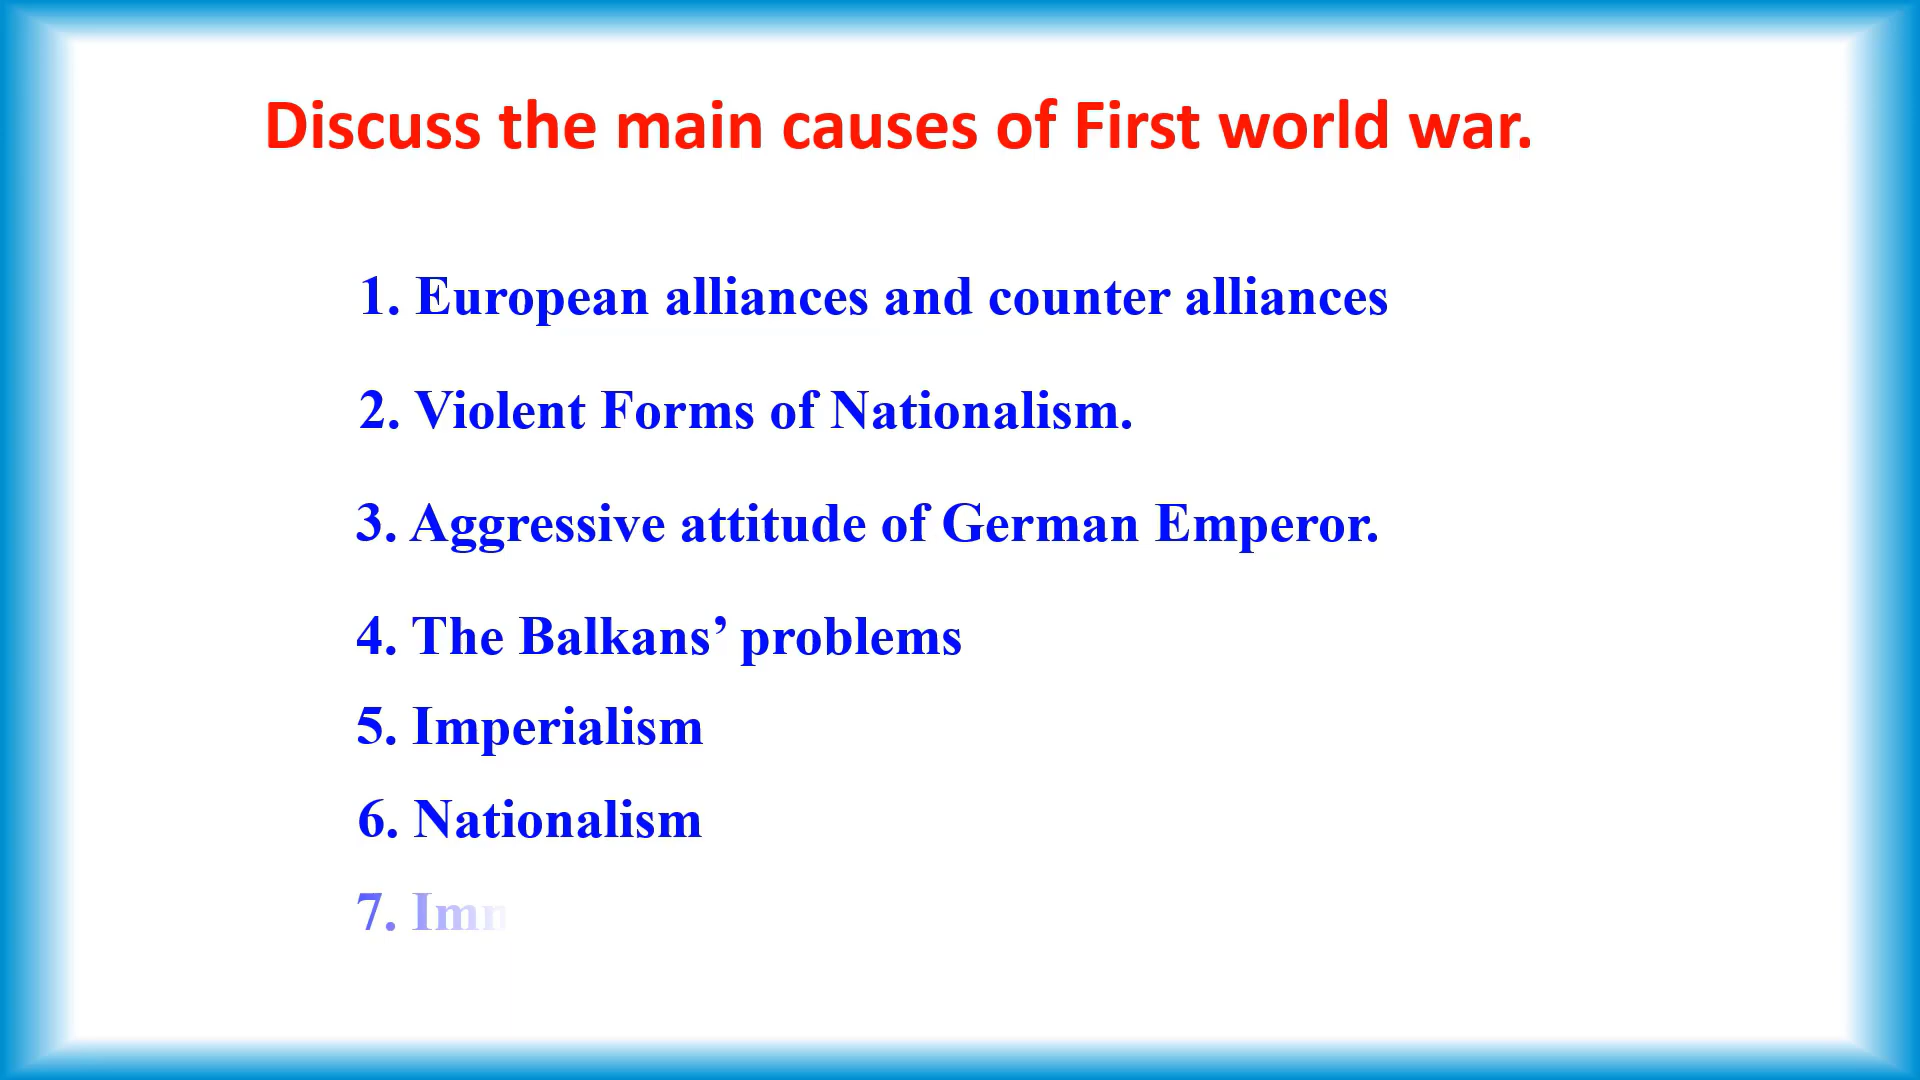 Discuss the main causes of First world war.
1. European alliances and counter alliances
2. Violent Forms of Nationalism.
3. Aggressive attitude of German Emperor.
4. The Balkans’ problems
5. Imperialism
6. Nationalism
7.